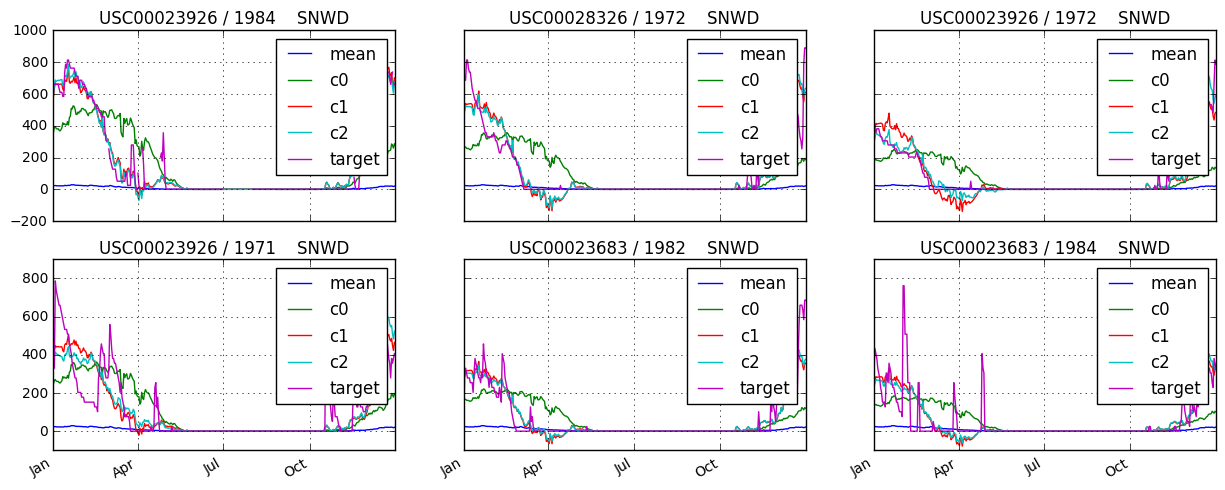 USC00023926 / 1984    SNWD
USC00028326 / 1972    SNWD
USC00023926 / 1972    SNWD
1000
800
600
400
200
0
−200
mean
c0
c1
c2
target
mean
c0
c1
c2
target
mean
c0
c1
c2
target
USC00023926 / 1971    SNWD
USC00023683 / 1982    SNWD
USC00023683 / 1984    SNWD
800
600
400
200
0
mean
c0
c1
c2
target
mean
c0
c1
c2
target
mean
c0
c1
c2
target
Jan Apr Jul Oct
Jan Apr Jul Oct
Jan Apr Jul Oct